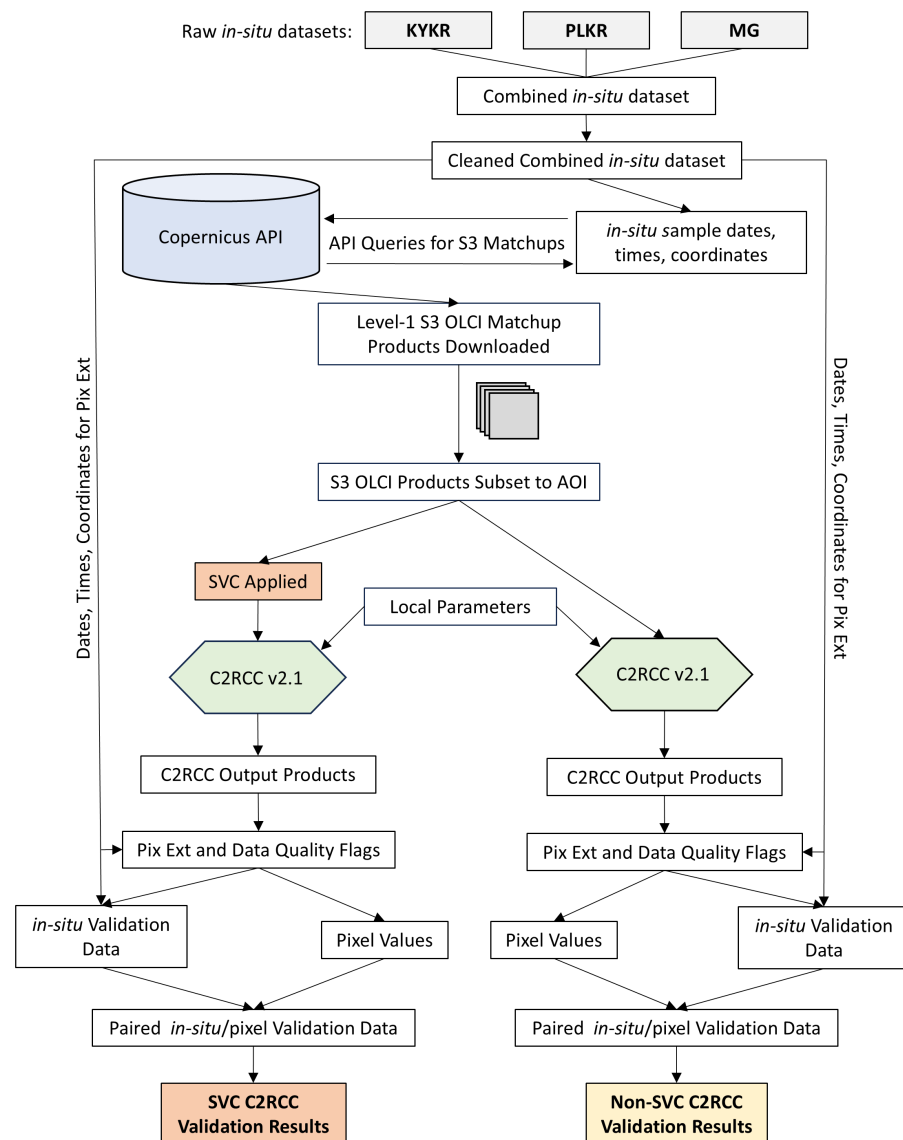 Raw in-situ datasets:
KYKR
PLKR
MG
Combined in-situ dataset
Cleaned Combined in-situ dataset
Copernicus API
API Queries for S3 Matchups
in-situ sample dates,
times, coordinates
Level-1 S3 OLCI Matchup
Products Downloaded
Dates, Times, Coordinates for Pix Ext
Dates, Times, Coordinates for Pix Ext
S3 OLCI Products Subset to AOI
SVC Applied
Local Parameters
C2RCC v2.1
C2RCC v2.1
C2RCC Output Products
C2RCC Output Products
Pix Ext and Data Quality Flags
Pix Ext and Data Quality Flags
in-situ Validation
Data
Pixel Values
Pixel Values
in-situ Validation
Data
Paired in-situ/pixel Validation Data
Paired in-situ/pixel Validation Data
SVC C2RCC
Validation Results
Non-SVC C2RCC
Validation Results